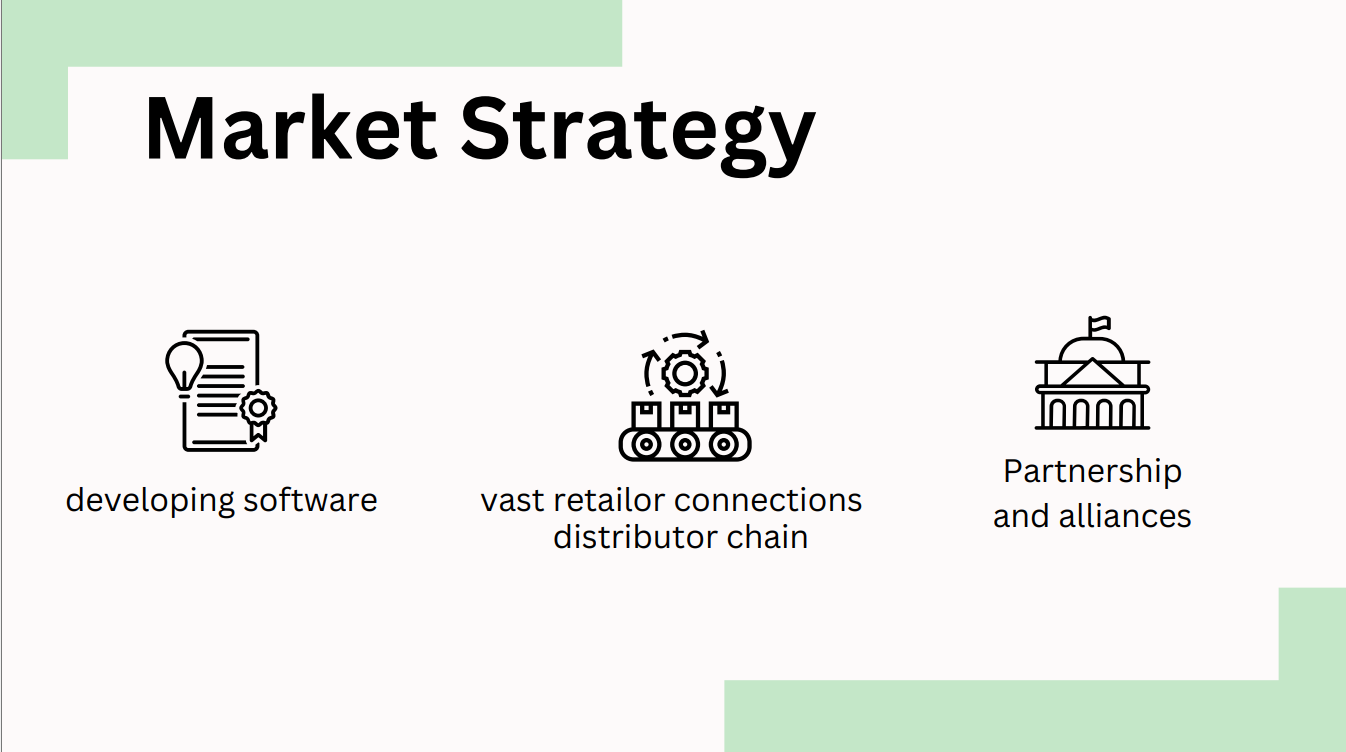 Market Strategy
developing software
vast retailor connections
distributor chain
Partnership
and alliances